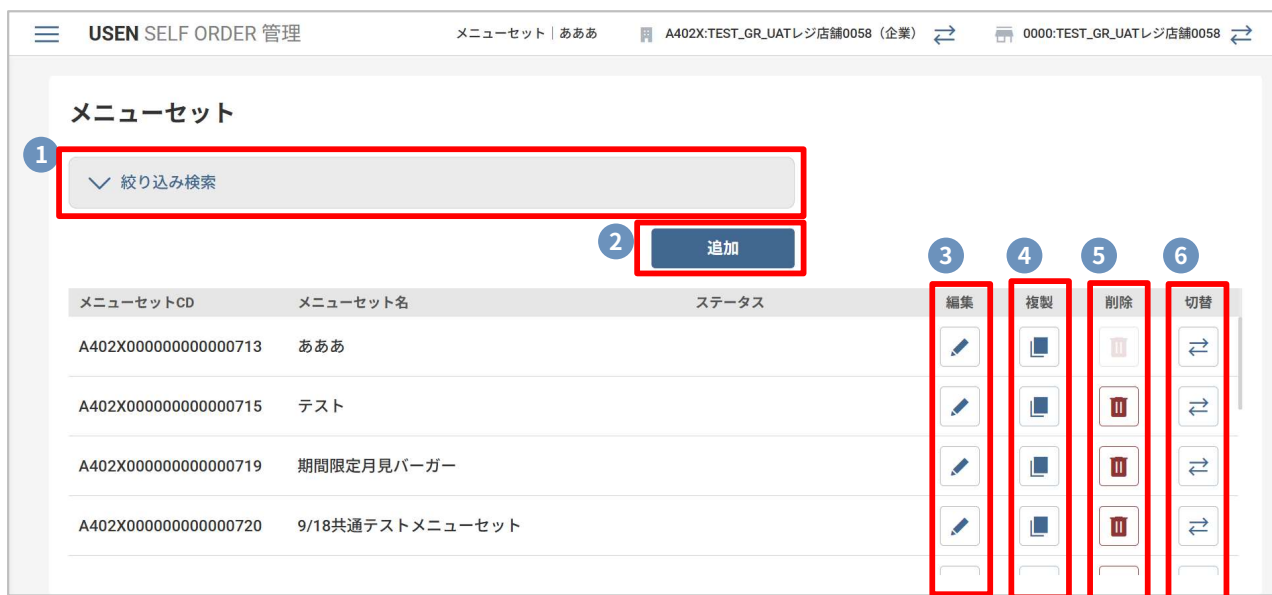 USEN SELF ORDER 管理 メニューセット｜あああ A402X:TEST_GR_UATレジ店舗0058（企業） 0000:TEST_GR_UATレジ店舗0058
メニューセット
1
絞り込み検索
2 追加
3 4 5 6
メニューセットCD メニューセット名 ステータス 編集 複製 削除 切替
A402X000000000000713 あああ
A402X000000000000715 テスト
A402X000000000000719 期間限定月見バーガー
A402X000000000000720 9/18共通テストメニューセット